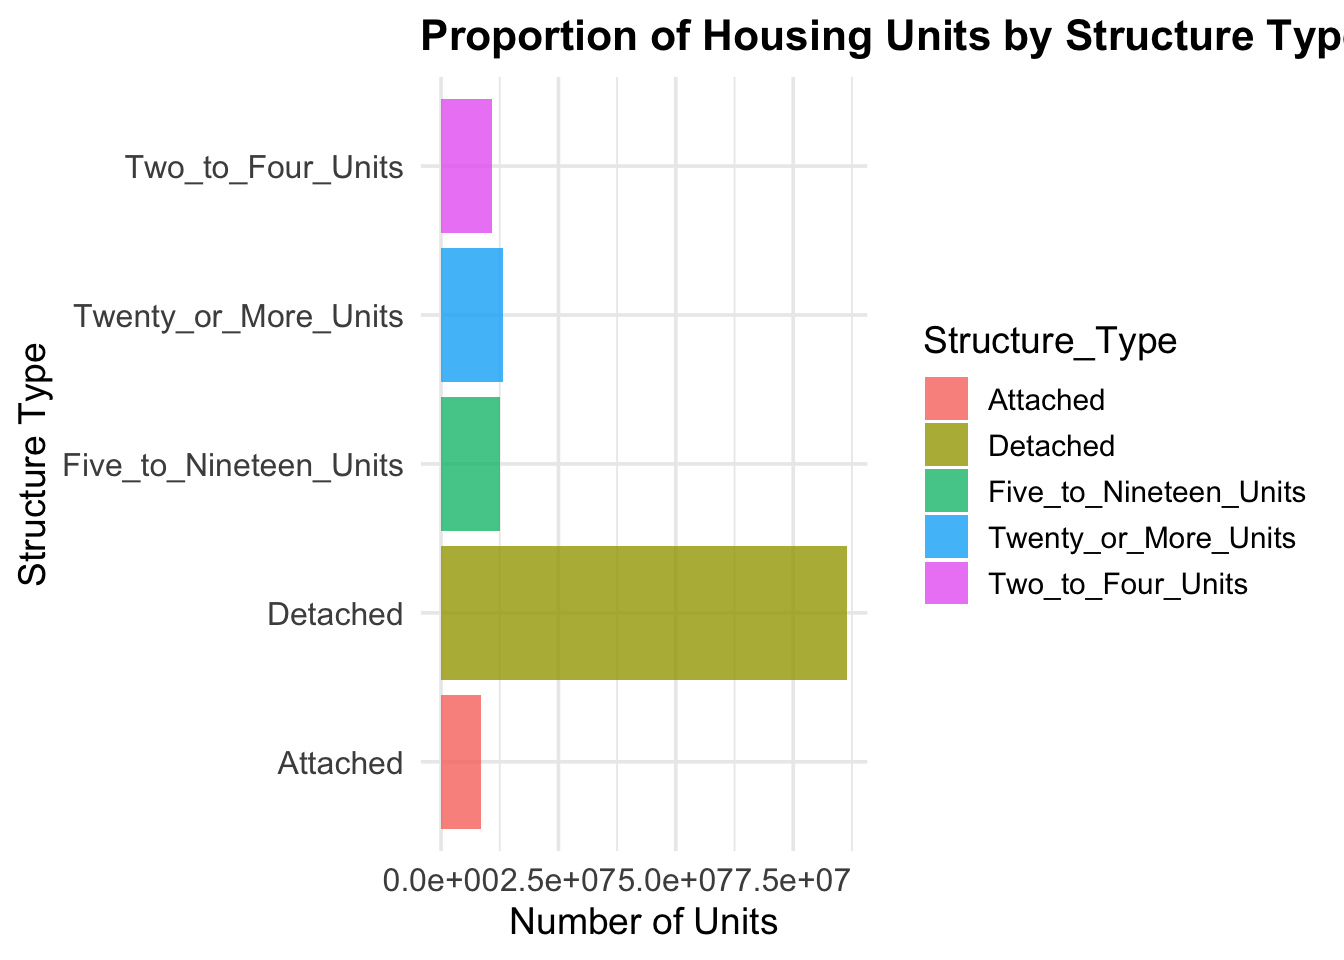 Proportion of Housing Units by Structure Typ
Two_to_Four_Units
Twenty_or_More_Units
Five_to_Nineteen_Units
Detached
Attached
Structure Type
0.0e+002.5e+075.0e+077.5e+07
Number of Units
Structure_Type
Attached
Detached
Five_to_Nineteen_Units
Twenty_or_More_Units
Two_to_Four_Units